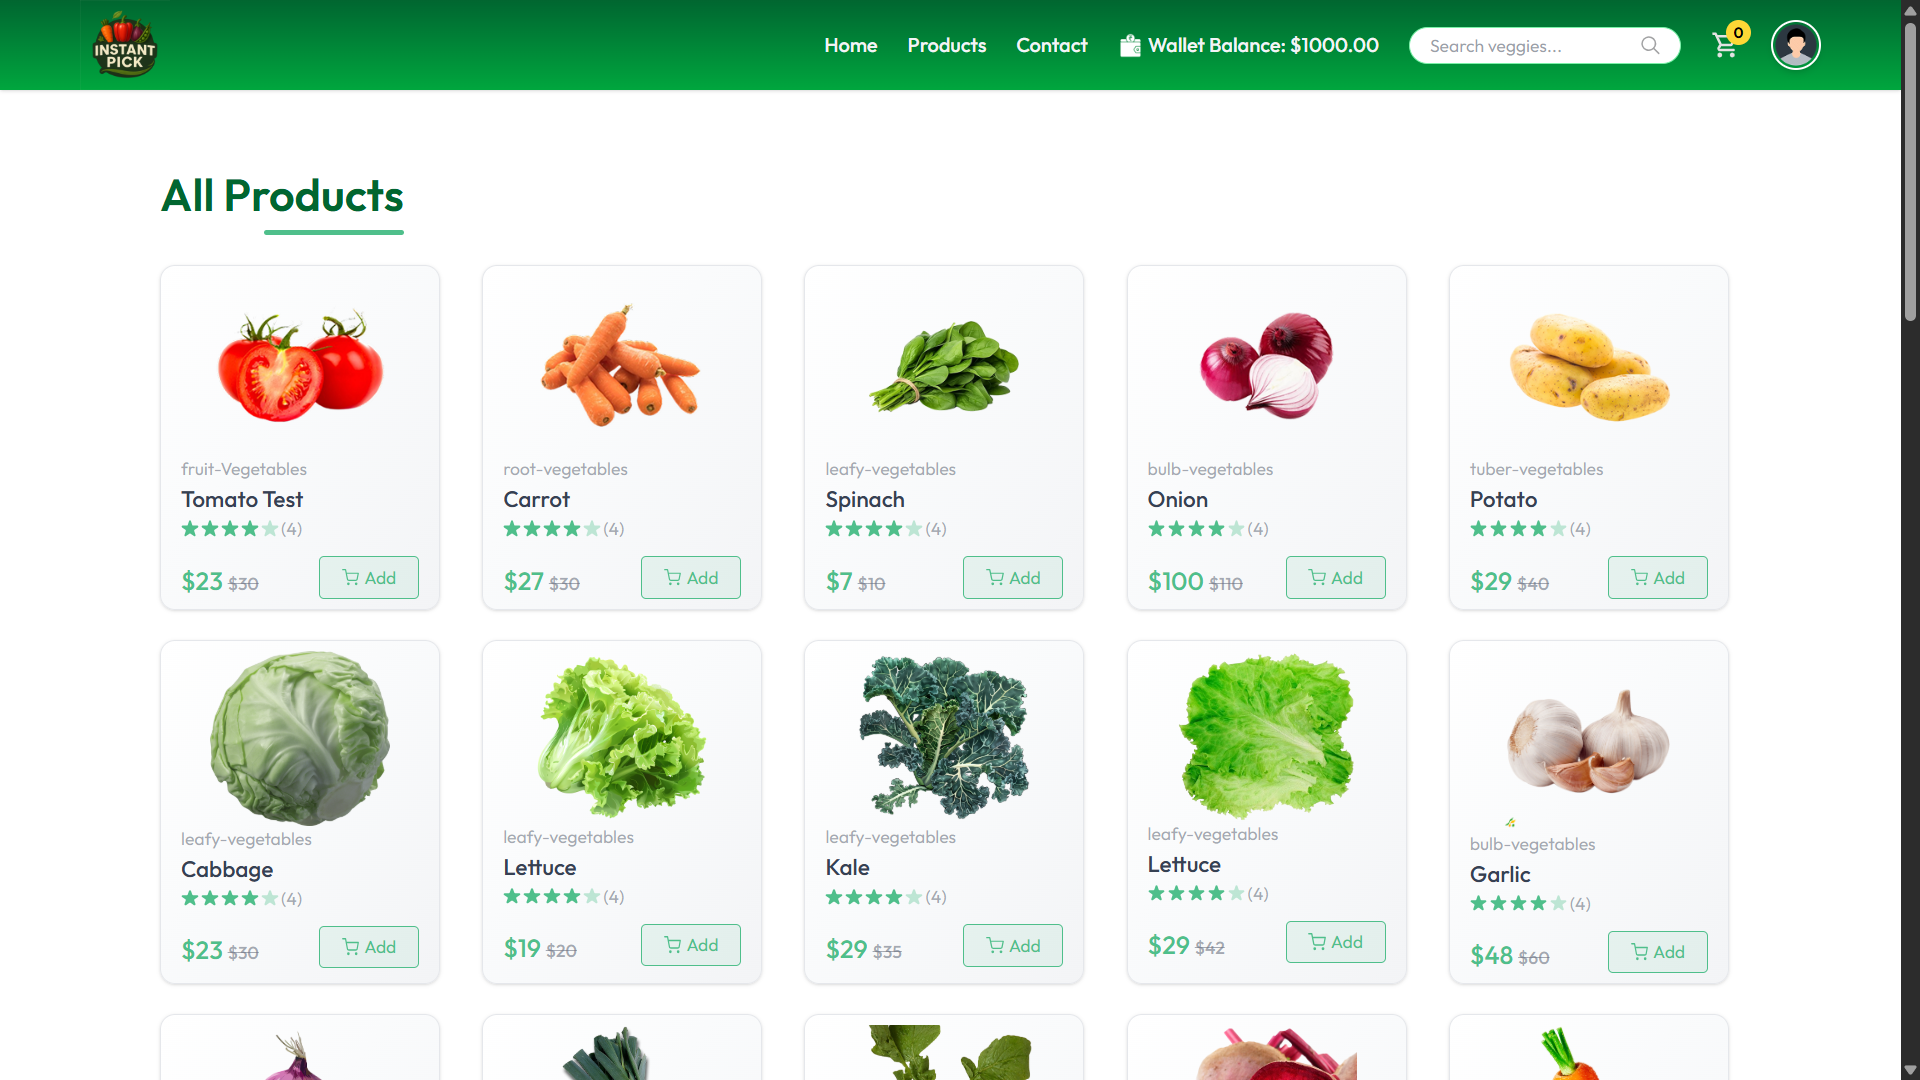 INSTANT
PICK
Home
Products
Contact
Wallet Balance: $1000.00
Search veggies...
0
All Products
fruit-Vegetables
Tomato Test
(4)
$23 $30
Add
root-vegetables
Carrot
(4)
$27 $30
Add
leafy-vegetables
Spinach
(4)
$7 $10
Add
bulb-vegetables
Onion
(4)
$100 $110
Add
tuber-vegetables
Potato
(4)
$29 $40
Add
leafy-vegetables
Cabbage
(4)
$23 $30
Add
leafy-vegetables
Lettuce
(4)
$19 $20
Add
leafy-vegetables
Kale
(4)
$29 $35
Add
leafy-vegetables
Lettuce
(4)
$29 $42
Add
bulb-vegetables
Garlic
(4)
$48 $60
Add